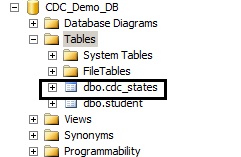 CDC_Demo_DB
Database Diagrams
Tables
System Tables
FileTables
dbo.cdc_states
dbo.student
Views
Synonyms
Programmability